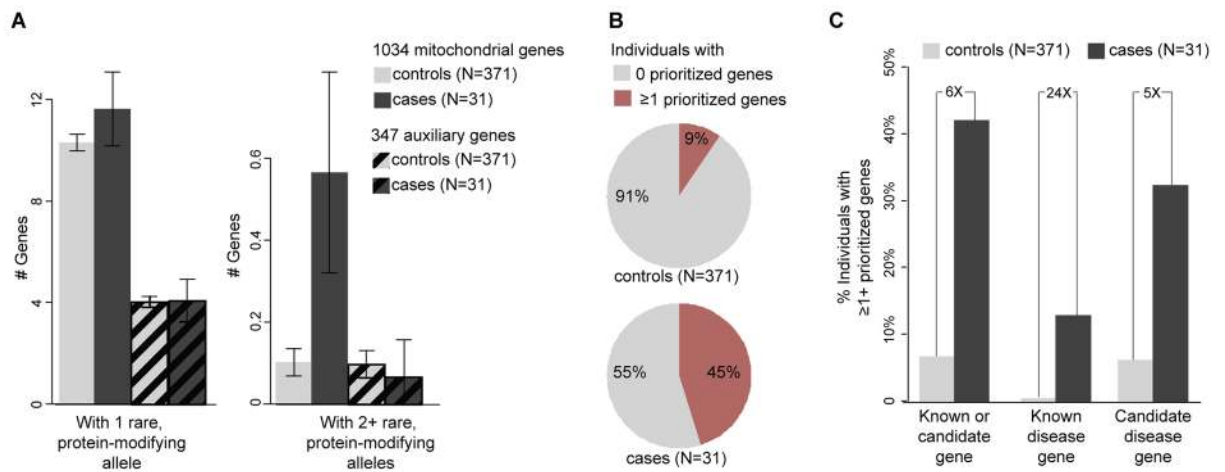 A
1034 mitochondrial genes
controls (N=371)
cases (N=31)
347 auxiliary genes
controls (N=371)
cases (N=31)
# Genes
12
8
4
0
With 1 rare,
protein-modifying
allele
# Genes
0.6
0.4
0.2
0
With 2+ rare,
protein-modifying
alleles
B
Individuals with
0 prioritized genes
≥1 prioritized genes
9%
91%
controls (N=371)
55%
45%
cases (N=31)
C
controls (N=371)
cases (N=31)
% Individuals with
≥1+ prioritized genes
50%
40%
30%
20%
10%
0
6X
24X
5X
Known or
candidate gene
Known
disease
gene
Candidate
disease
gene